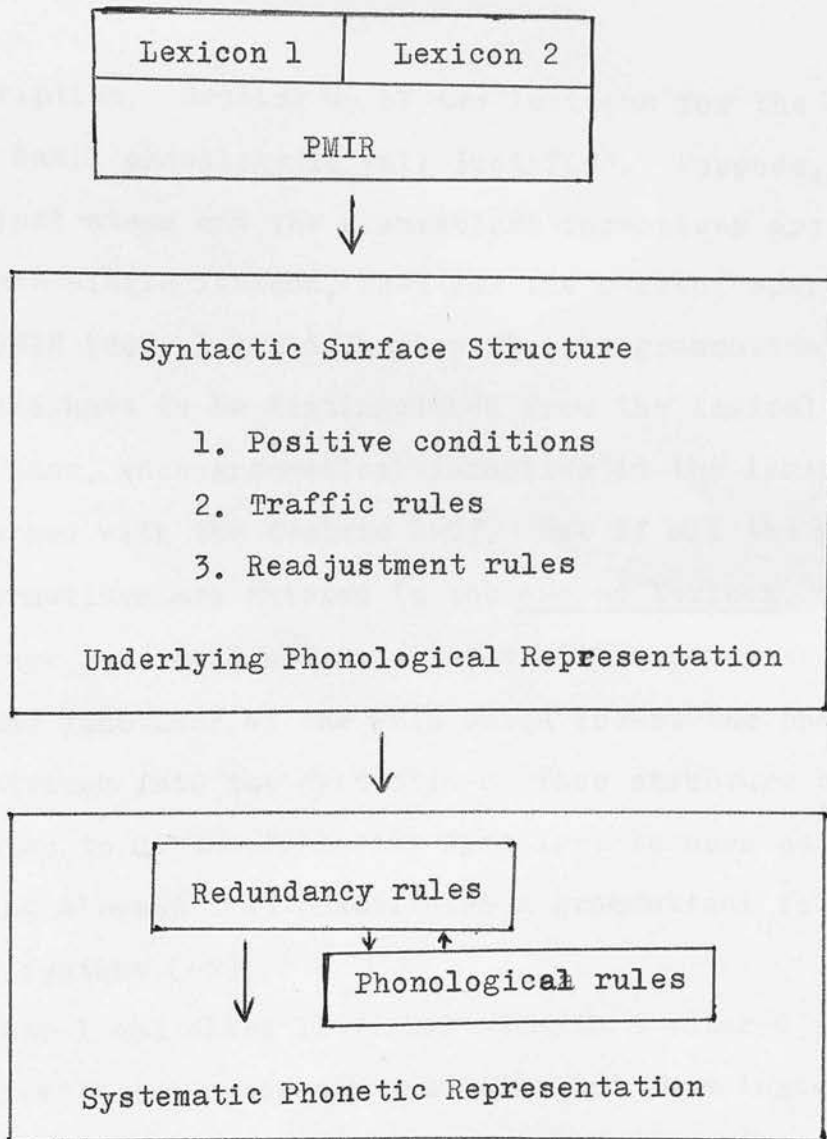 Lexicon 1 Lexicon 2
PMIR
Syntactic Surface Structure
1. Positive conditions
2. Traffic rules
3. Readjustment rules
Underlying Phonological Representation
Redundancy rules
Phonological rules
Systematic Phonetic Representation